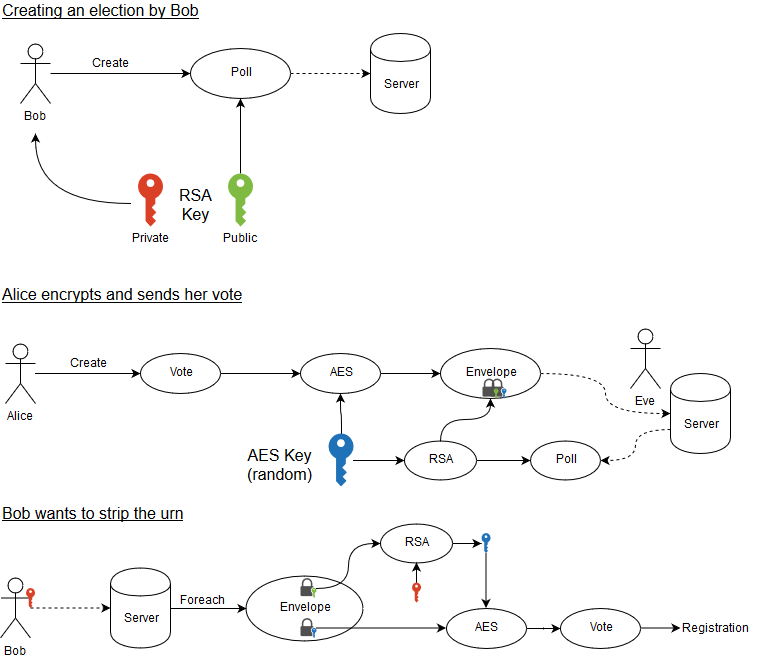 Creating an election by Bob
Create
Poll
Server
Bob
RSA
Key
Private
Public
Alice encrypts and sends her vote
Create
Vote
AES
Envelope
Alice
Eve
Server
AES Key
(random)
RSA
Poll
Bob wants to strip the urn
RSA
Server
Foreach
Envelope
AES
Vote
Registration
Bob